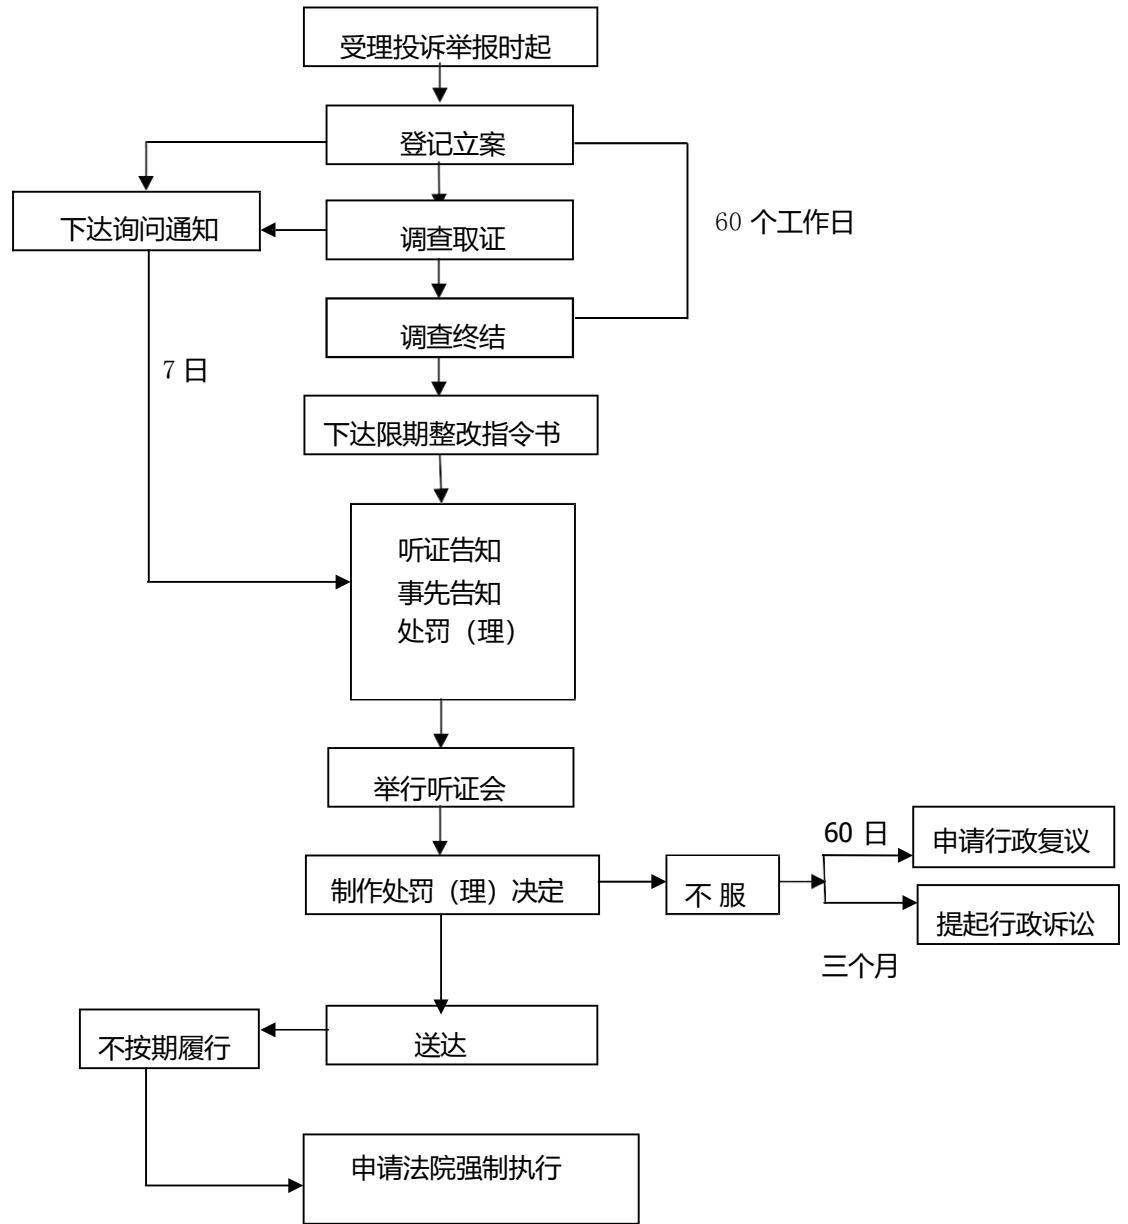 受理投诉举报时起
登记立案
下达询问通知
调查取证
60 个工作日
调查终结
7 日
下达限期整改指令书
听证告知
事先告知
处罚（理）
举行听证会
60 日
申请行政复议
制作处罚（理）决定
不 服
提起行政诉讼
三个月
不按期履行
送达
申请法院强制执行